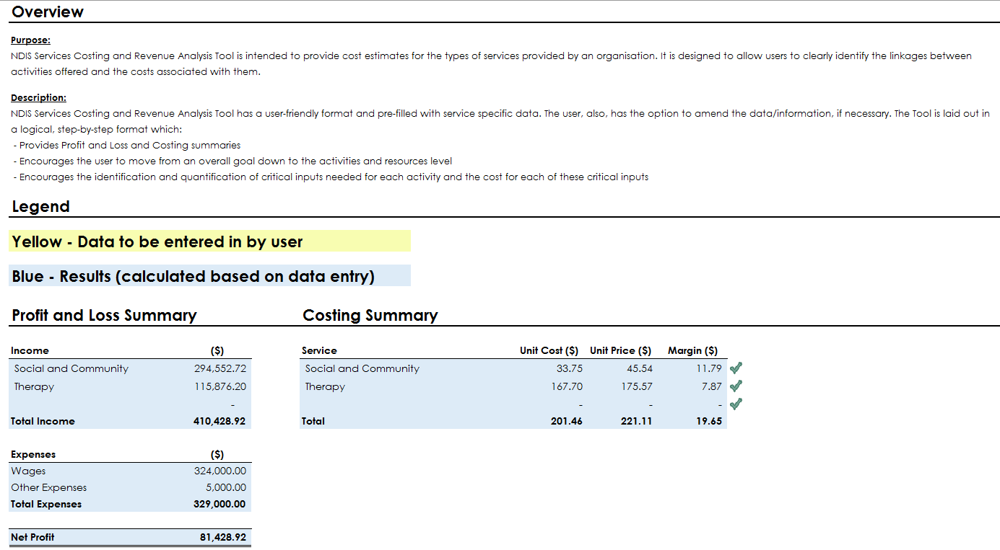 Overview
Purpose:
NDIS Services Costing and Revenue Analysis Tool is intended to provide cost estimates for the types of services provided by an organisation. It is designed to allow users to clearly identify the linkages between
activities offered and the costs associated with them.
Description:
NDIS Services Costing and Revenue Analysis Tool has a user-friendly format and pre-filled with service specific data. The user, also, has the option to amend the data/information, if necessary. The Tool is laid out in
a logical, step-by-step format which:
- Provides Profit and Loss and Costing summaries
- Encourages the user to move from an overall goal down to the activities and resources level
- Encourages the identification and quantification of critical inputs needed for each activity and the cost for each of these critical inputs
Legend
Yellow - Data to be entered in by user
Blue - Results (calculated based on data entry)
Profit and Loss Summary
Income ($)
Social and Community 294,552.72
Therapy 115,876.20
-
Total Income 410,428.92
Expenses ($)
Wages 324,000.00
Other Expenses 5,000.00
Total Expenses 329,000.00
Net Profit 81,428.92
Costing Summary
Service Unit Cost ($) Unit Price ($) Margin ($)
Social and Community 33.75 45.54 11.79
Therapy 167.70 175.57 7.87
- - -
Total 201.46 221.11 19.65